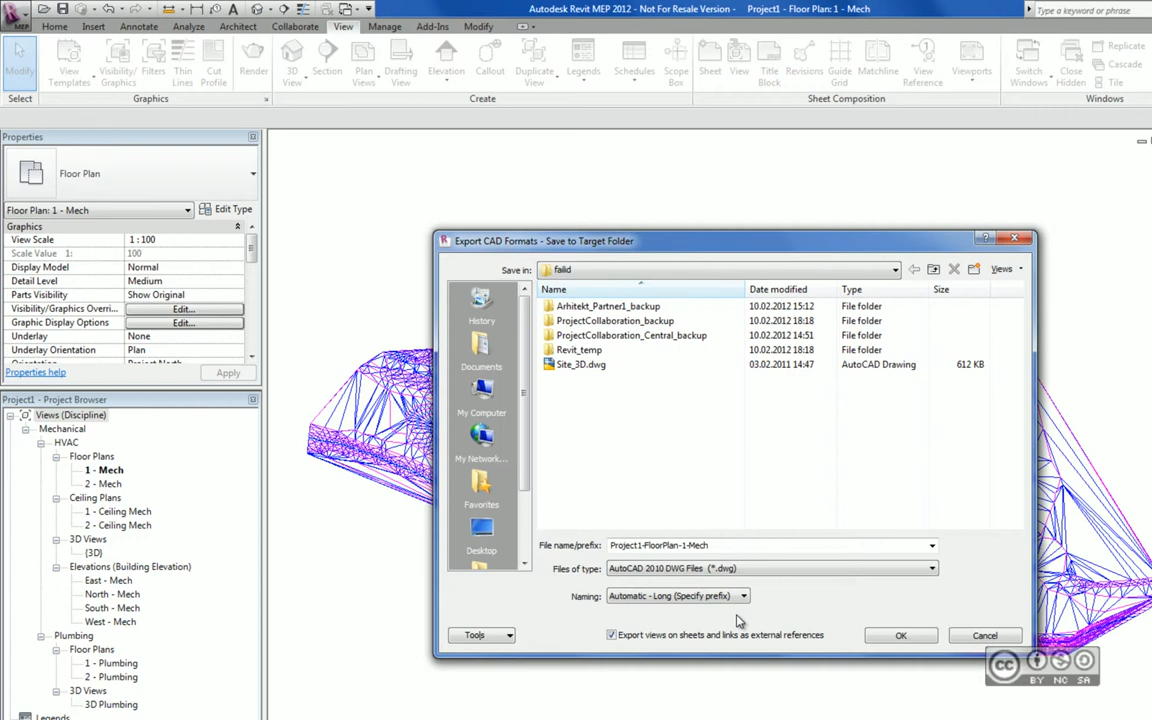 Autodesk Revit MEP 2012 - Not For Resale Version - Project1 - Floor Plan: 1 - Mech
Type a keyword or phrase
MEP
Home Insert Annotate Analyze Architect Collaborate View Manage Add-Ins Modify
Modify
View Templates
Visibility/ Graphics
Filters
Thin Lines
Cut Profile
Render
3D View
Section
Plan Views
Drafting View
Elevation
Callout
Duplicate View
Legends
Schedules
Scope Box
Sheet
View
Title Block
Revisions
Guide Grid
Matchline
View Reference
Viewports
Switch Windows
Close Hidden
Replicate
Cascade
Tile
Select Graphics Create Sheet Composition Windows
Properties
Floor Plan
Floor Plan: 1 - Mech Edit Type
Graphics
View Scale 1 : 100
Scale Value 1: 100
Display Model Normal
Detail Level Medium
Parts Visibility Show Original
Visibility/Graphics Overri... Edit...
Graphic Display Options Edit...
Underlay None
Underlay Orientation Plan
Orientation Project North
Properties help Apply
Project1 - Project Browser
Views (Discipline)
Mechanical
HVAC
Floor Plans
1 - Mech
2 - Mech
Ceiling Plans
1 - Ceiling Mech
2 - Ceiling Mech
3D Views
{3D}
Elevations (Building Elevation)
East - Mech
North - Mech
South - Mech
West - Mech
Plumbing
Floor Plans
1 - Plumbing
2 - Plumbing
3D Views
3D Plumbing
Legends
Export CAD Formats - Save to Target Folder
Save in: failid Views
Name Date modified Type Size
Arhitekt_Partner1_backup 10.02.2012 15:12 File folder
ProjectCollaboration_backup 10.02.2012 18:18 File folder
ProjectCollaboration_Central_backup 10.02.2012 14:51 File folder
Revit_temp 10.02.2012 18:18 File folder
Site_3D.dwg 03.02.2011 14:47 AutoCAD Drawing 612 KB
History
Documents
My Computer
My Network...
Favorites
Desktop
File name/prefix: Project1-FloorPlan-1-Mech
Files of type: AutoCAD 2010 DWG Files (*.dwg)
Naming: Automatic - Long (Specify prefix)
Tools Export views on sheets and links as external references OK Cancel
cc
BY NC SA